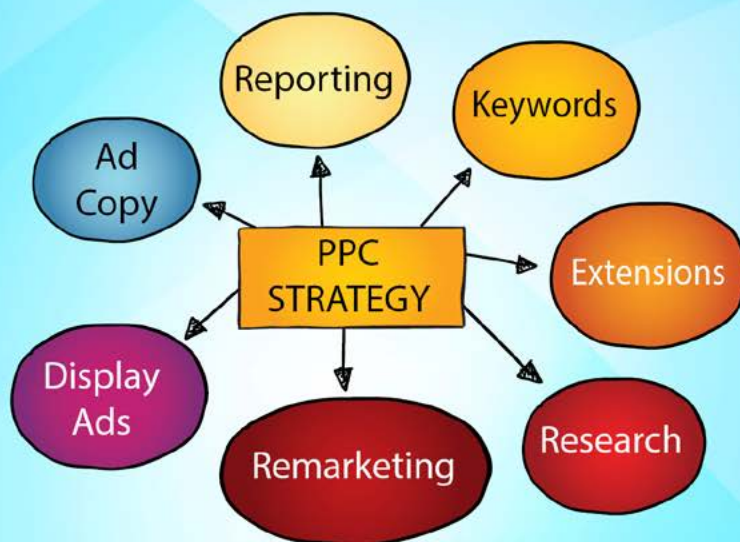 Reporting
Keywords
Ad
Copy
PPC
STRATEGY
Extensions
Display
Ads
Remarketing
Research